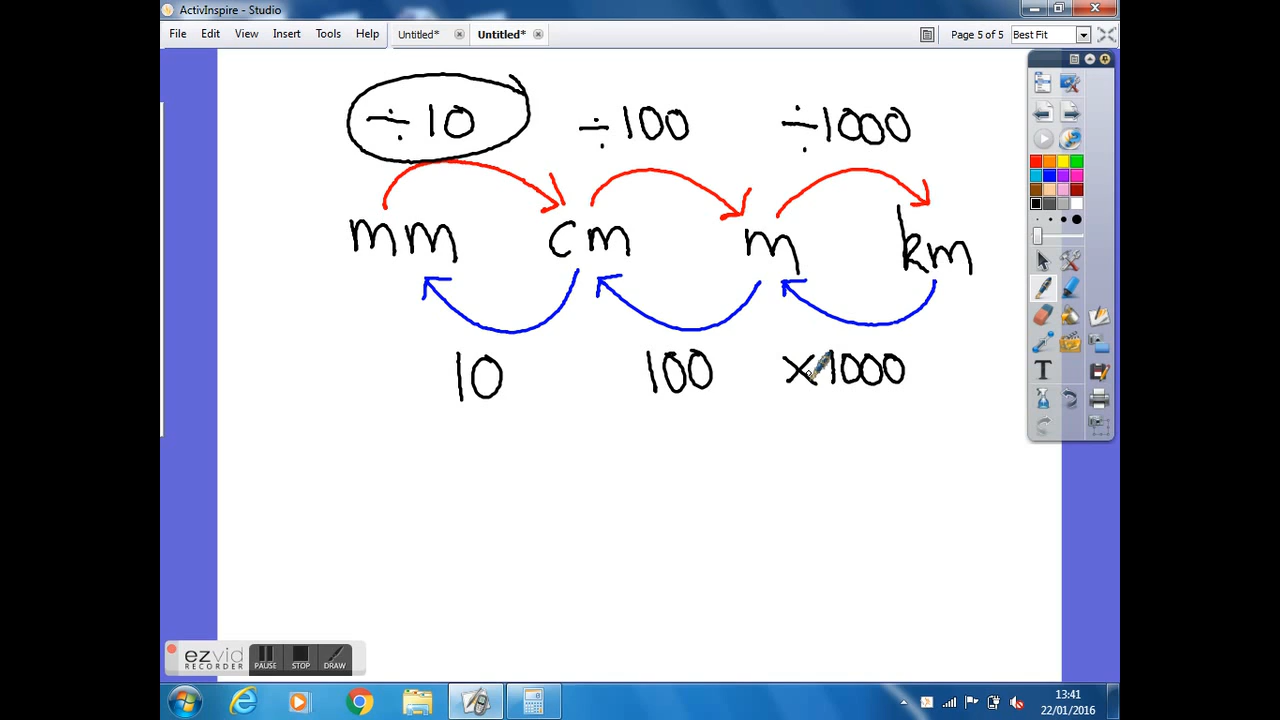 ActivInspire - Studio
File Edit View Insert Tools Help Untitled* Untitled* Page 5 of 5 Best Fit
÷10 ÷100 ÷1000
mm cm m km
10 100 ×1000
T
ezvid
RECORDER
PAUSE STOP DRAW
13:41
22/01/2016